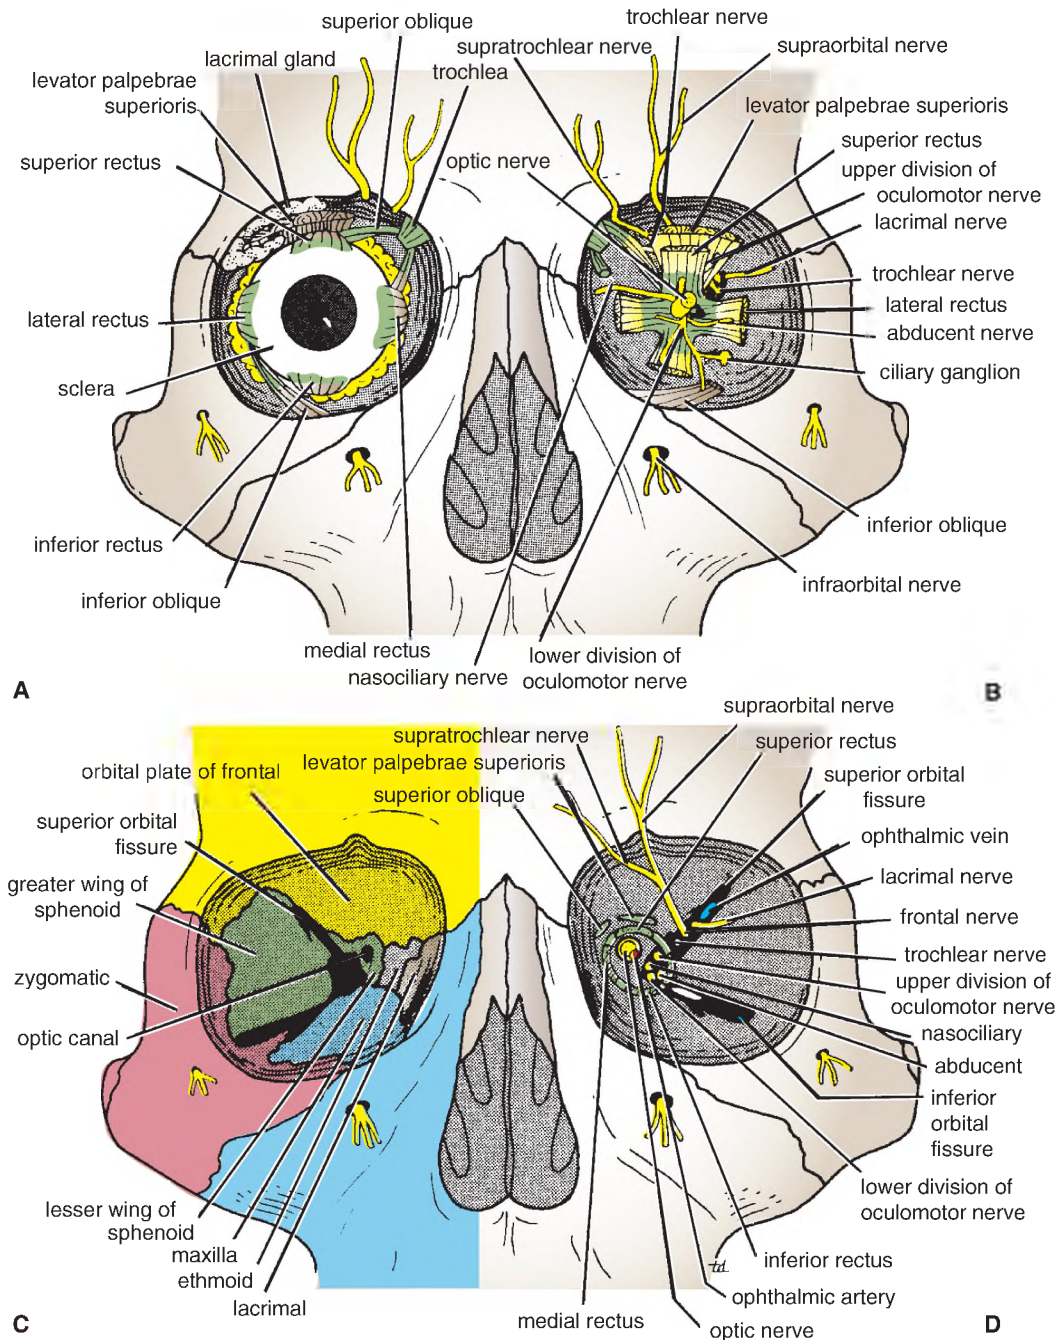 superior oblique
trochlear nerve
lacrimal gland
supratrochlear nerve
supraorbital nerve
levator palpebrae
superioris
trochlea
levator palpebrae superioris
superior rectus
optic nerve
superior rectus
upper division of
oculomotor nerve
lacrimal nerve
trochlear nerve
lateral rectus
lateral rectus
abducent nerve
sclera
ciliary ganglion
inferior rectus
inferior oblique
inferior oblique
infraorbital nerve
medial rectus
nasociliary nerve
lower division of
oculomotor nerve
A
B
supraorbital nerve
supratrochlear nerve
superior rectus
levator palpebrae superioris
orbital plate of frontal
superior oblique
superior orbital
fissure
superior orbital
fissure
ophthalmic vein
greater wing of
sphenoid
lacrimal nerve
frontal nerve
trochlear nerve
zygomatic
upper division of
oculomotor nerve
optic canal
nasociliary
abducent
inferior
orbital
fissure
lower division of
oculomotor nerve
lesser wing of
sphenoid
maxilla
ethmoid
lacrimal
inferior rectus
td
ophthalmic artery
medial rectus
optic nerve
C
D